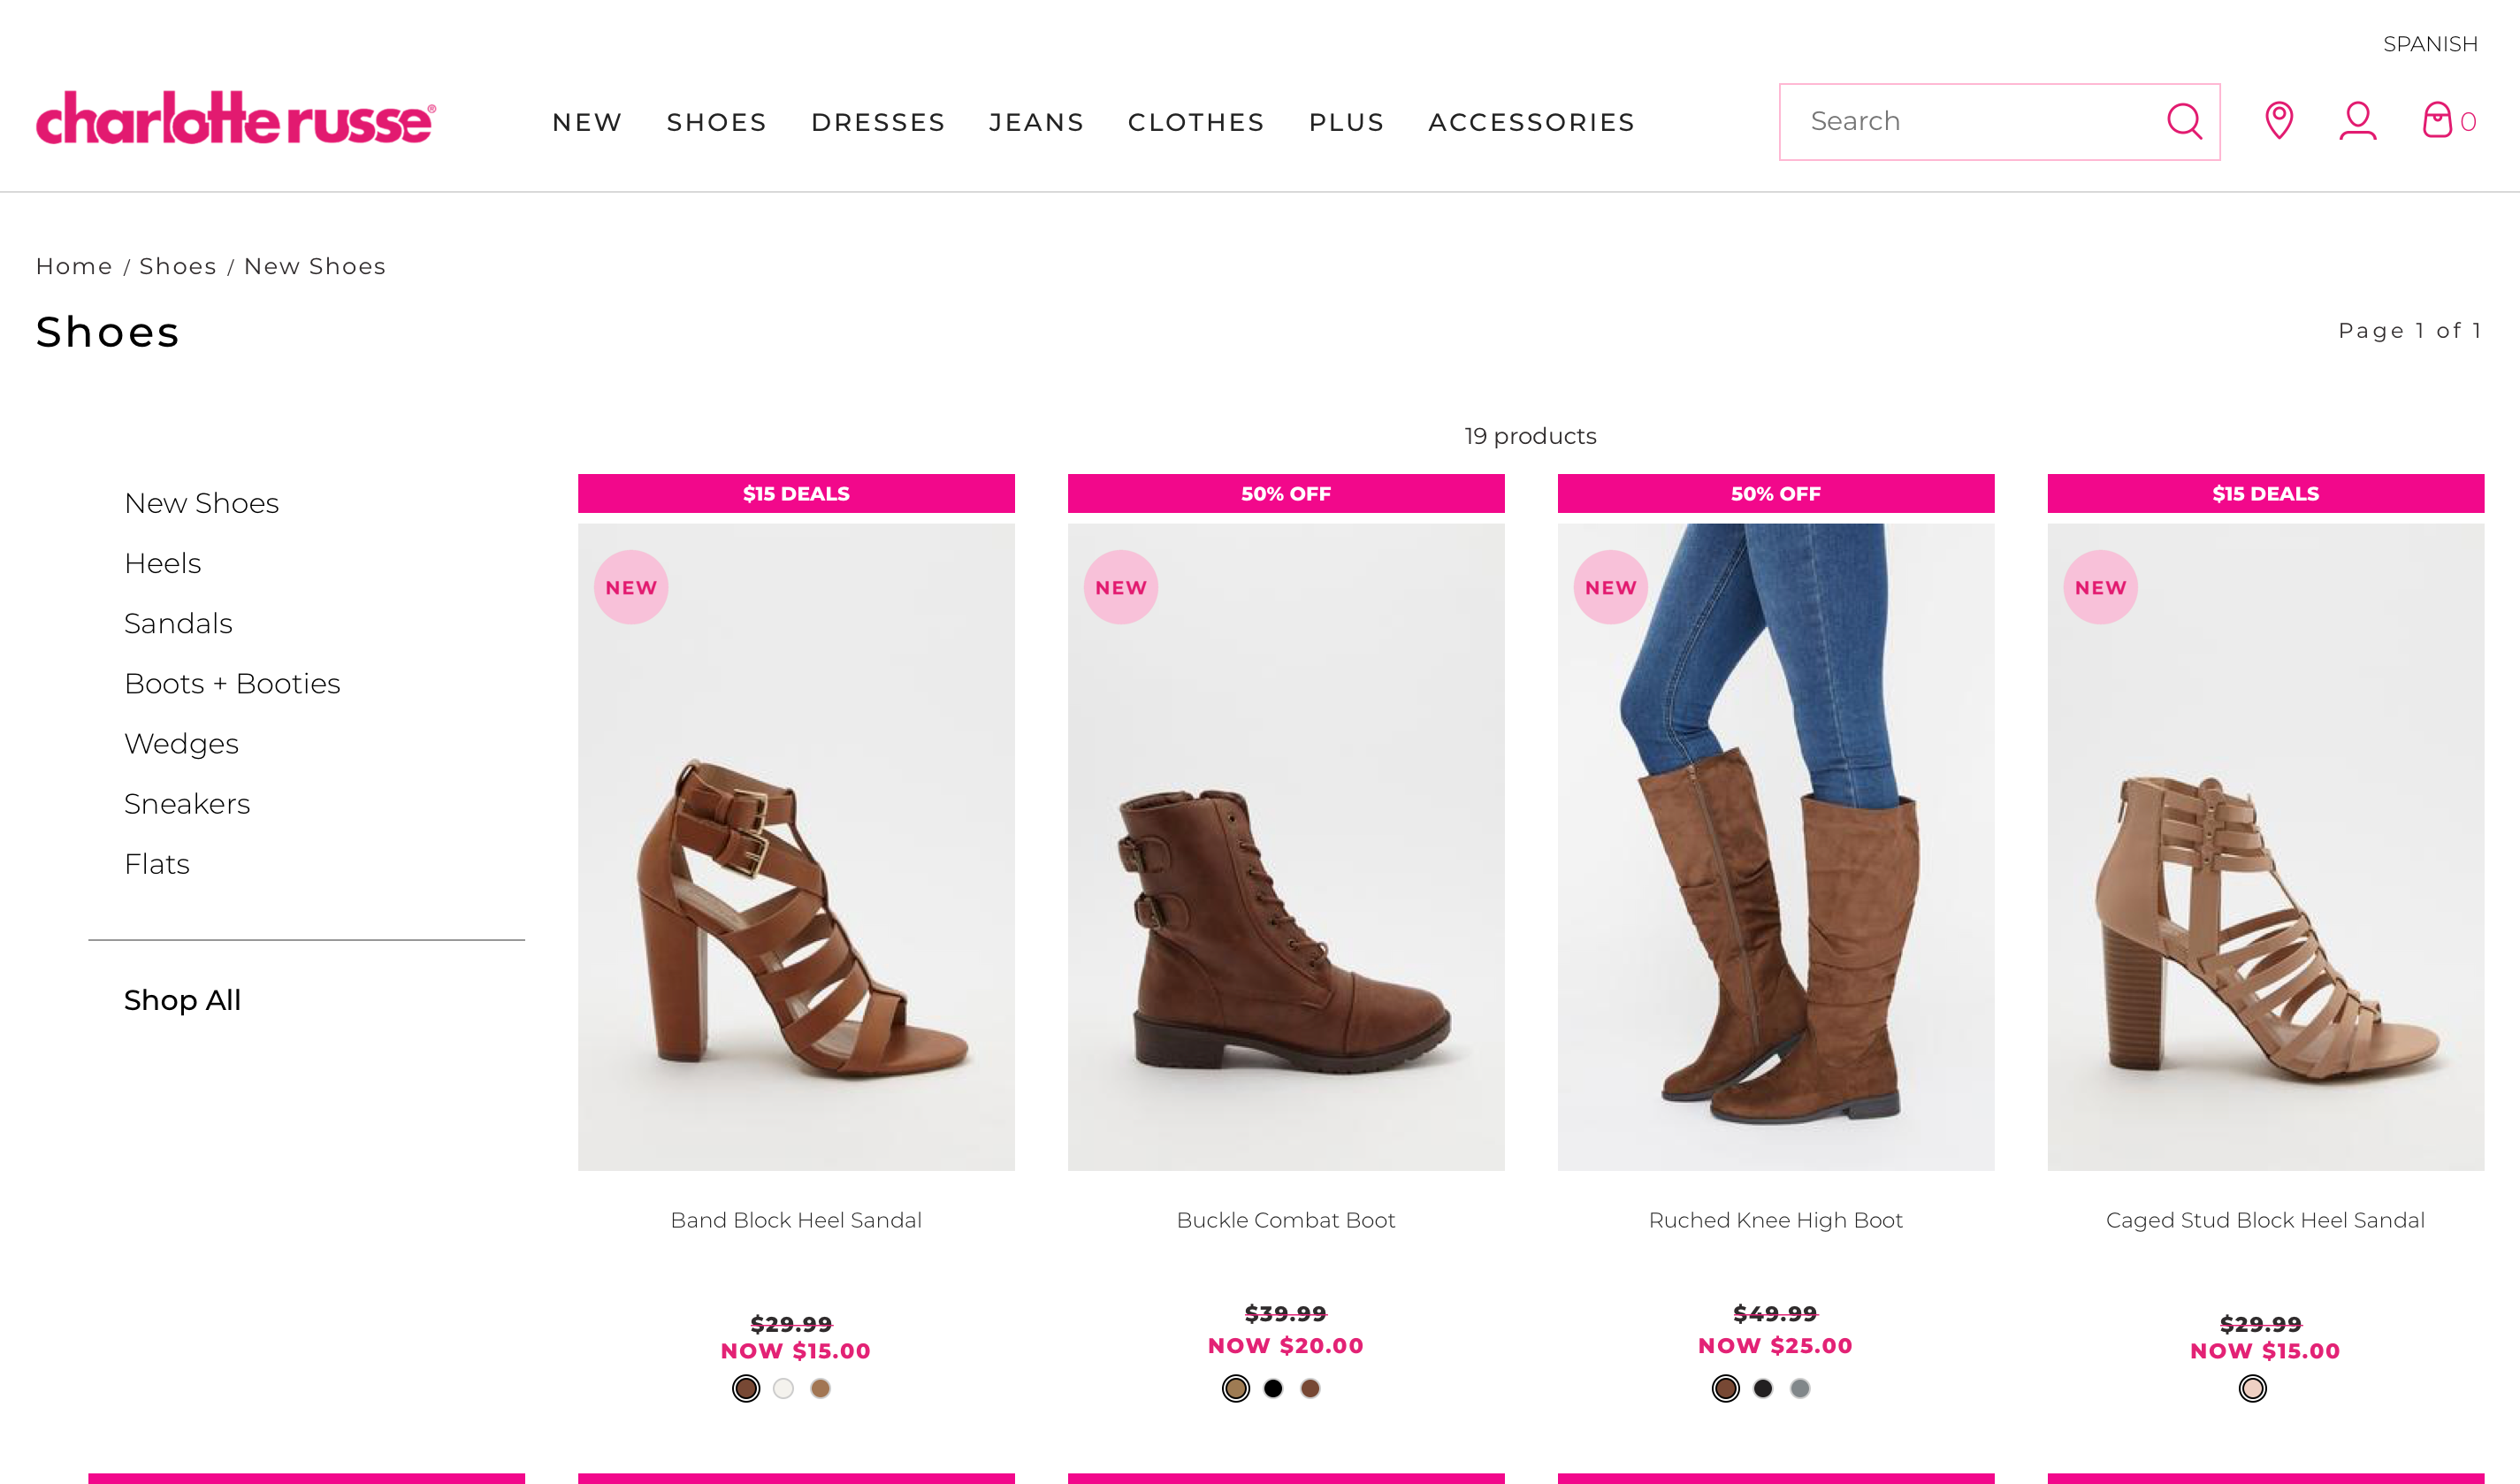 SPANISH
charlotte russe®
NEW SHOES DRESSES JEANS CLOTHES PLUS ACCESSORIES
Search
0
Home / Shoes / New Shoes
Shoes
Page 1 of 1
19 products
New Shoes
Heels
Sandals
Boots + Booties
Wedges
Sneakers
Flats
Shop All
$15 DEALS
NEW
Band Block Heel Sandal
$29.99
NOW $15.00
50% OFF
NEW
Buckle Combat Boot
$39.99
NOW $20.00
50% OFF
NEW
Ruched Knee High Boot
$49.99
NOW $25.00
$15 DEALS
NEW
Caged Stud Block Heel Sandal
$29.99
NOW $15.00